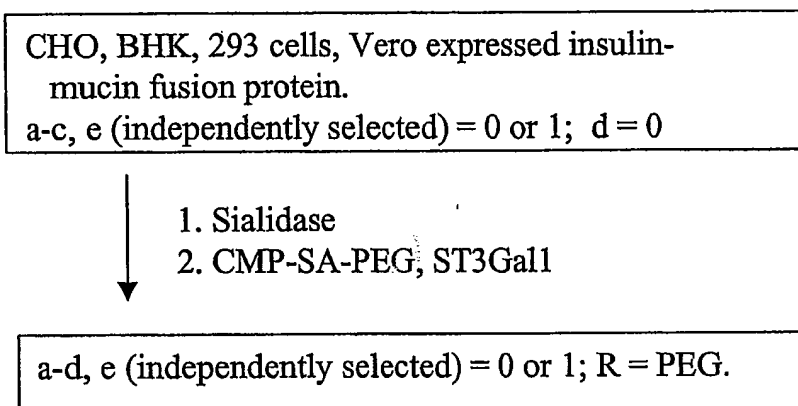 CHO, BHK, 293 cells, Vero expressed insulin-
mucin fusion protein.
a-c, e (independently selected) = 0 or 1; d = 0
1. Sialidase
2. CMP-SA-PEG, ST3Gal1
a-d, e (independently selected) = 0 or 1; R = PEG.